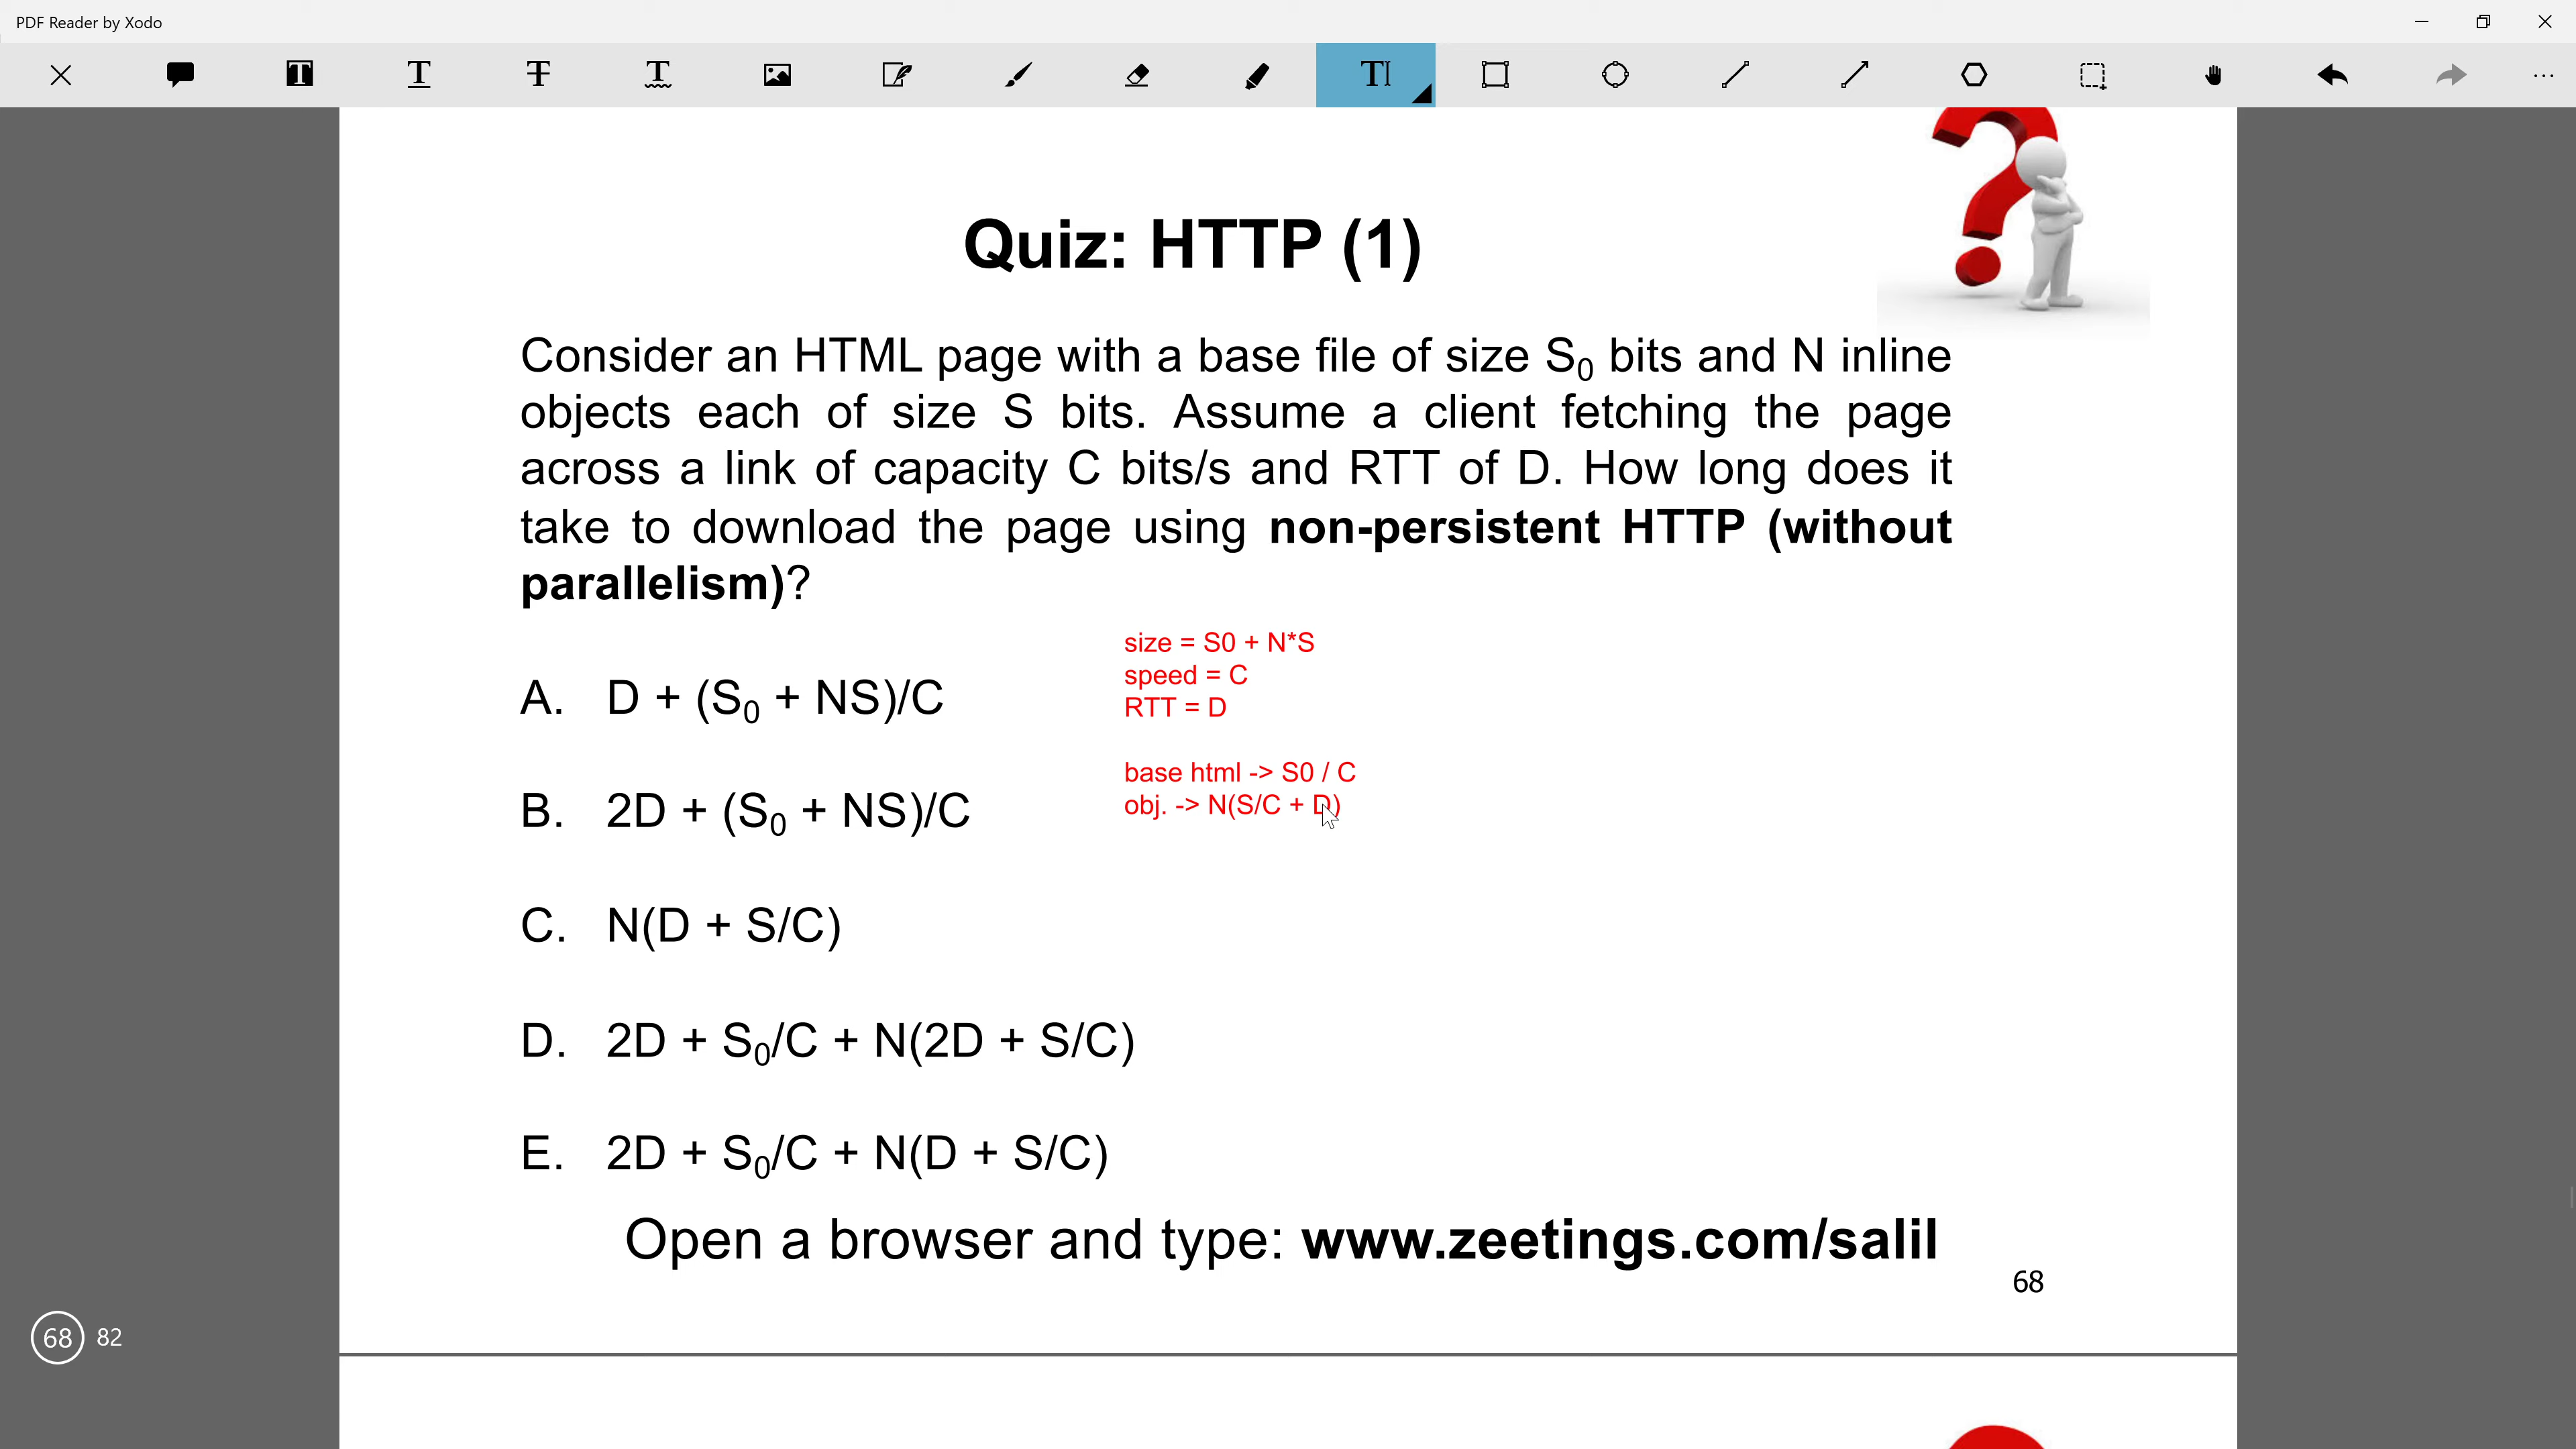 PDF Reader by Xodo
Quiz: HTTP (1)
Consider an HTML page with a base file of size S₀ bits and N inline
objects each of size S bits. Assume a client fetching the page
across a link of capacity C bits/s and RTT of D. How long does it
take to download the page using non-persistent HTTP (without
parallelism)?
size = S0 + N*S
speed = C
RTT = D
base html -> S0 / C
obj. -> N(S/C + D)
A. D + (S₀ + NS)/C
B. 2D + (S₀ + NS)/C
C. N(D + S/C)
D. 2D + S₀/C + N(2D + S/C)
E. 2D + S₀/C + N(D + S/C)
Open a browser and type: www.zeetings.com/salil
68
68 82